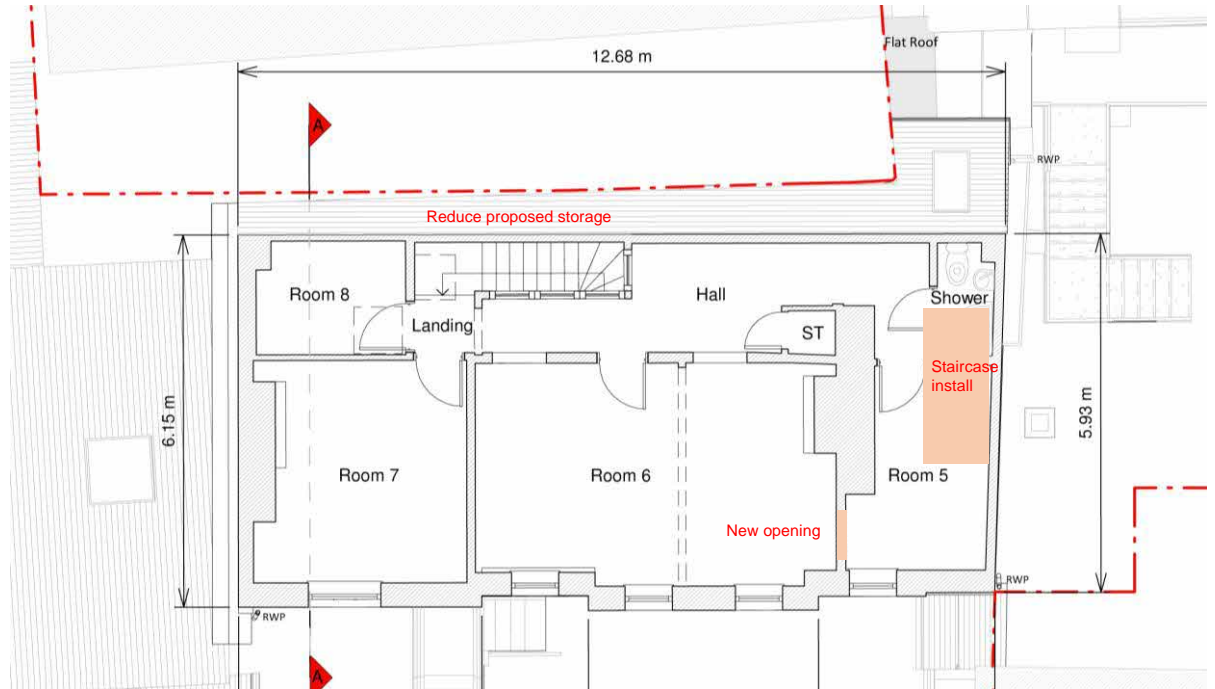 Flat Roof
12.68 m
A
RWP
Reduce proposed storage
Room 8
Hall
Shower
Landing
ST
Staircase
install
6.15 m
5.93 m
Room 7
Room 6
Room 5
New opening
RWP
RWP
A